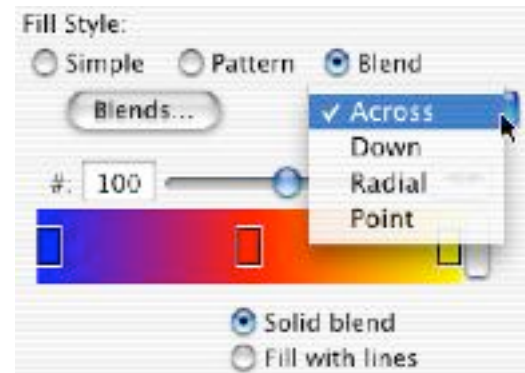 Fill Style:
Simple Pattern Blend
Blends...
✓ Across
Down
#: 100
Radial
Point
Solid blend
Fill with lines